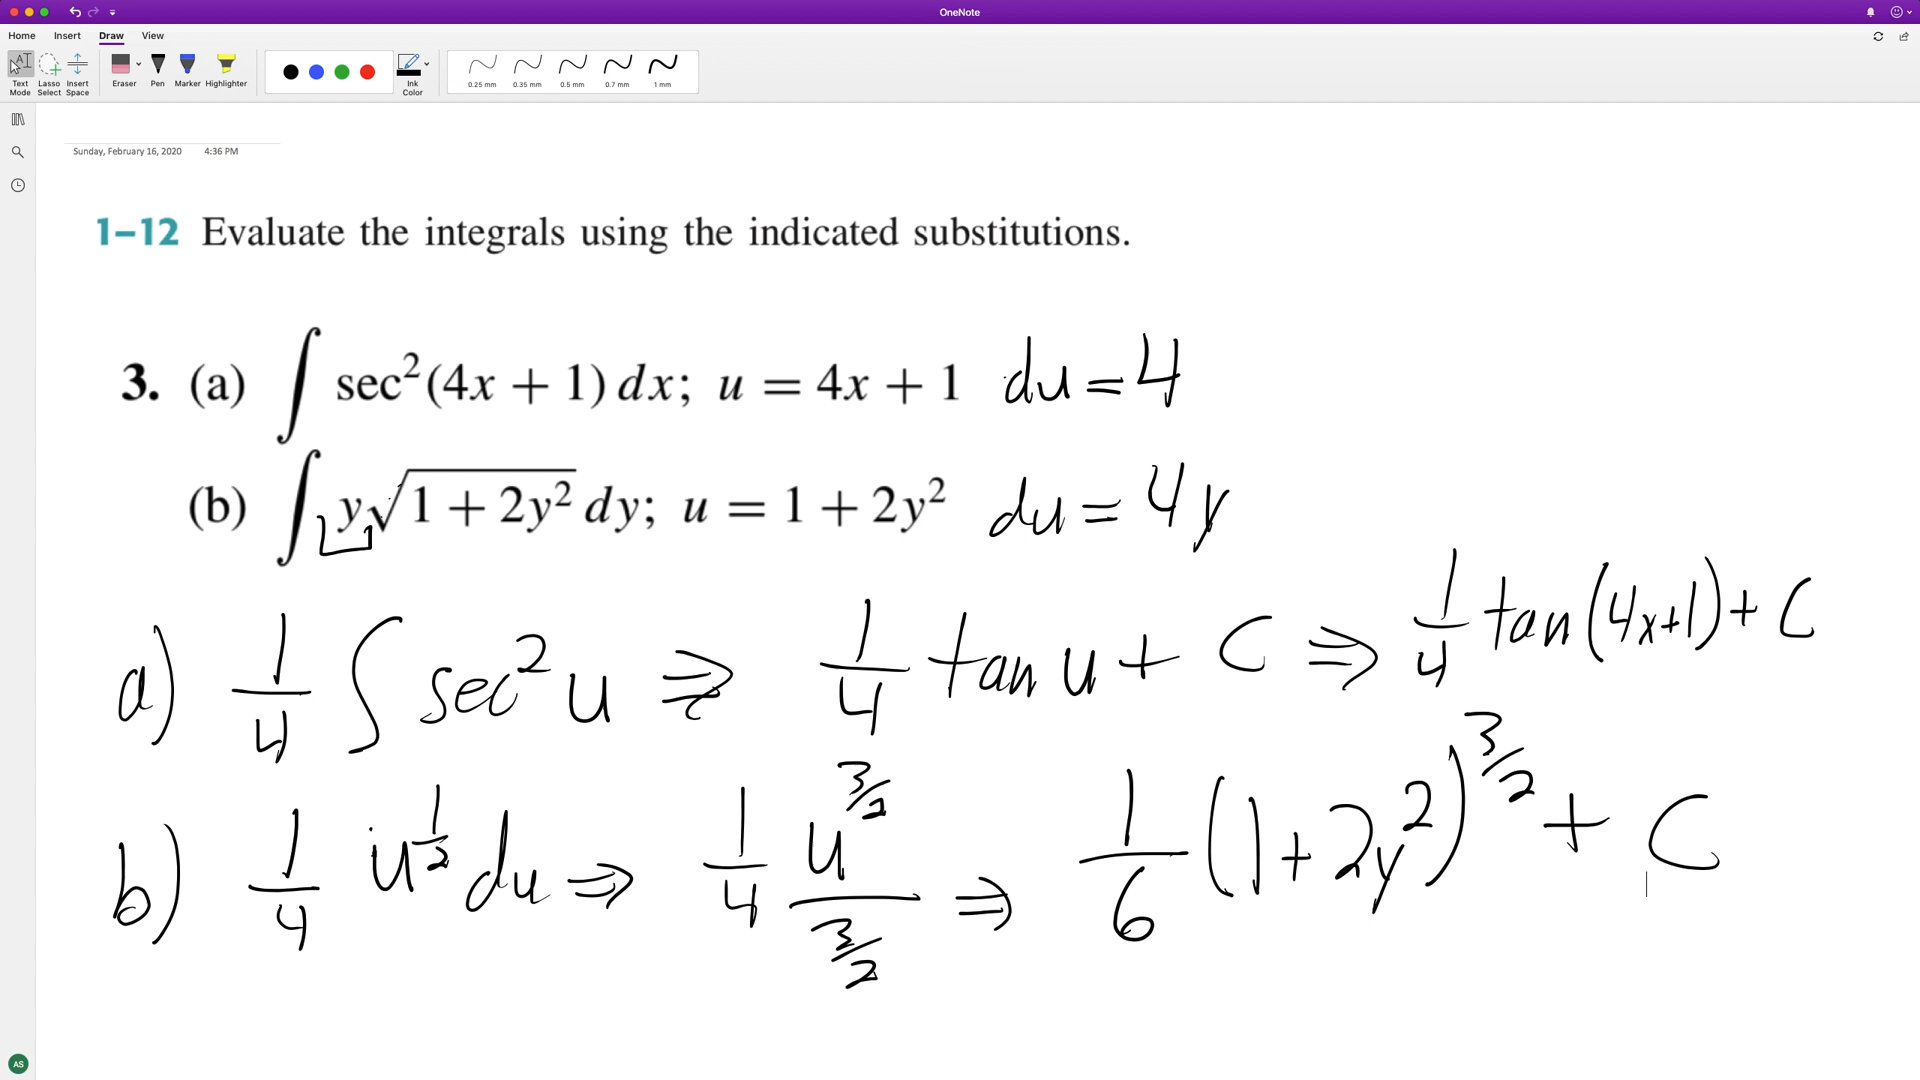 OneNote
Home Insert Draw View
Text Mode Lasso Select Insert Space Eraser Pen Marker Highlighter Ink Color 0.25 mm 0.35 mm 0.5 mm 0.7 mm 1 mm
Sunday, February 16, 2020 4:36 PM
1–12 Evaluate the integrals using the indicated substitutions.
3. (a) ∫ sec²(4x + 1) dx; u = 4x + 1 du = 4
(b) ∫ y√(1 + 2y²) dy; u = 1 + 2y² du = 4y
a) 1/4 ∫ sec² u ⇒ 1/4 tan u + C ⇒ 1/4 tan(4x+1) + C
b) 1/4 u^(1/2) du ⇒ 1/4 u^(3/2)/(3/2) ⇒ 1/6 (1+2y²)^(3/2) + C
AS